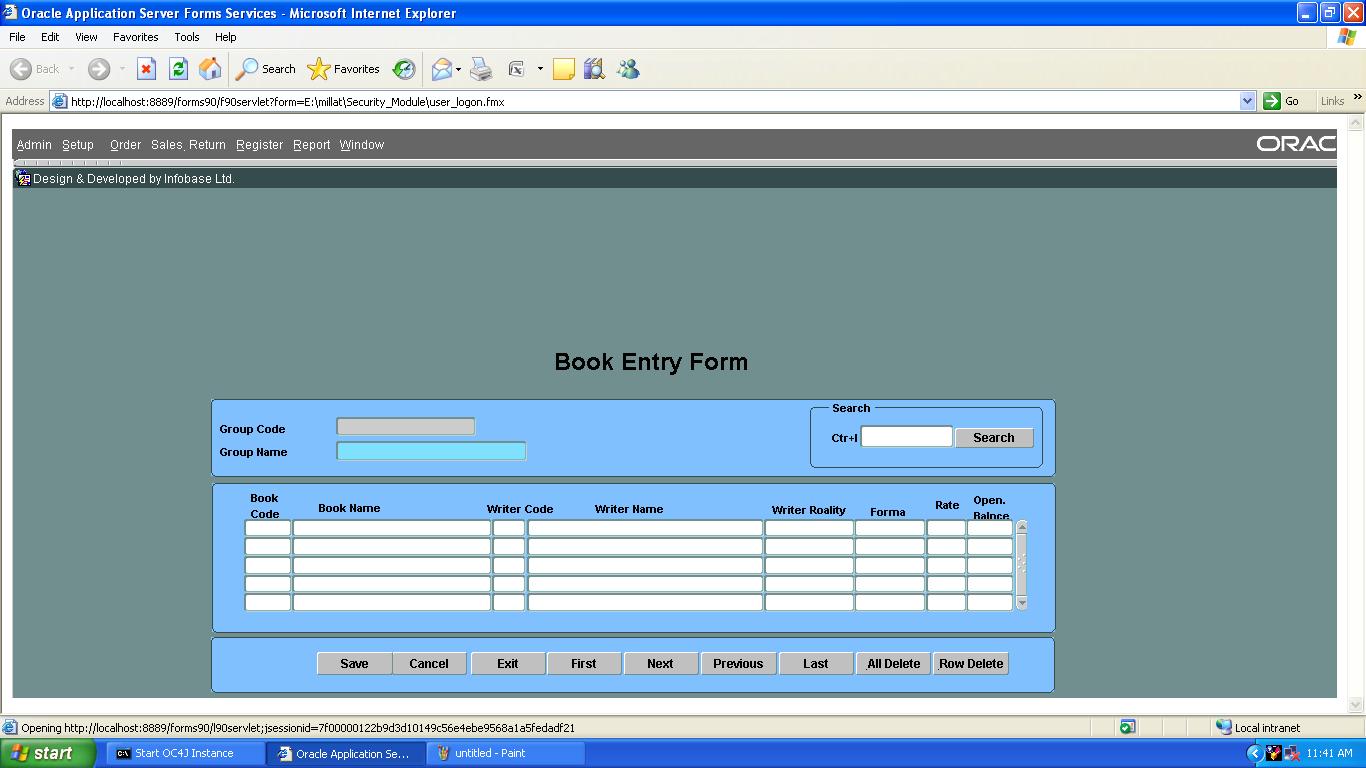 Oracle Application Server Forms Services - Microsoft Internet Explorer
File Edit View Favorites Tools Help
Back Search Favorites
Address http://localhost:8889/forms90/f90servlet?form=E:\millat\Security_Module\user_logon.fmx Go Links »
Admin Setup Order Sales, Return Register Report Window ORAC
Design & Developed by Infobase Ltd.
Book Entry Form
Search
Group Code
Ctr+I Search
Group Name
Book Code Book Name Writer Code Writer Name Writer Roality Forma Rate Open. Balnce
Save Cancel Exit First Next Previous Last All Delete Row Delete
Opening http://localhost:8889/forms90/l90servlet;jsessionid=7f00000122b9d3d10149c56e4ebe9568a1a5fedadf21 Local intranet
start Start OC4J Instance Oracle Application Se... untitled - Paint 11:41 AM